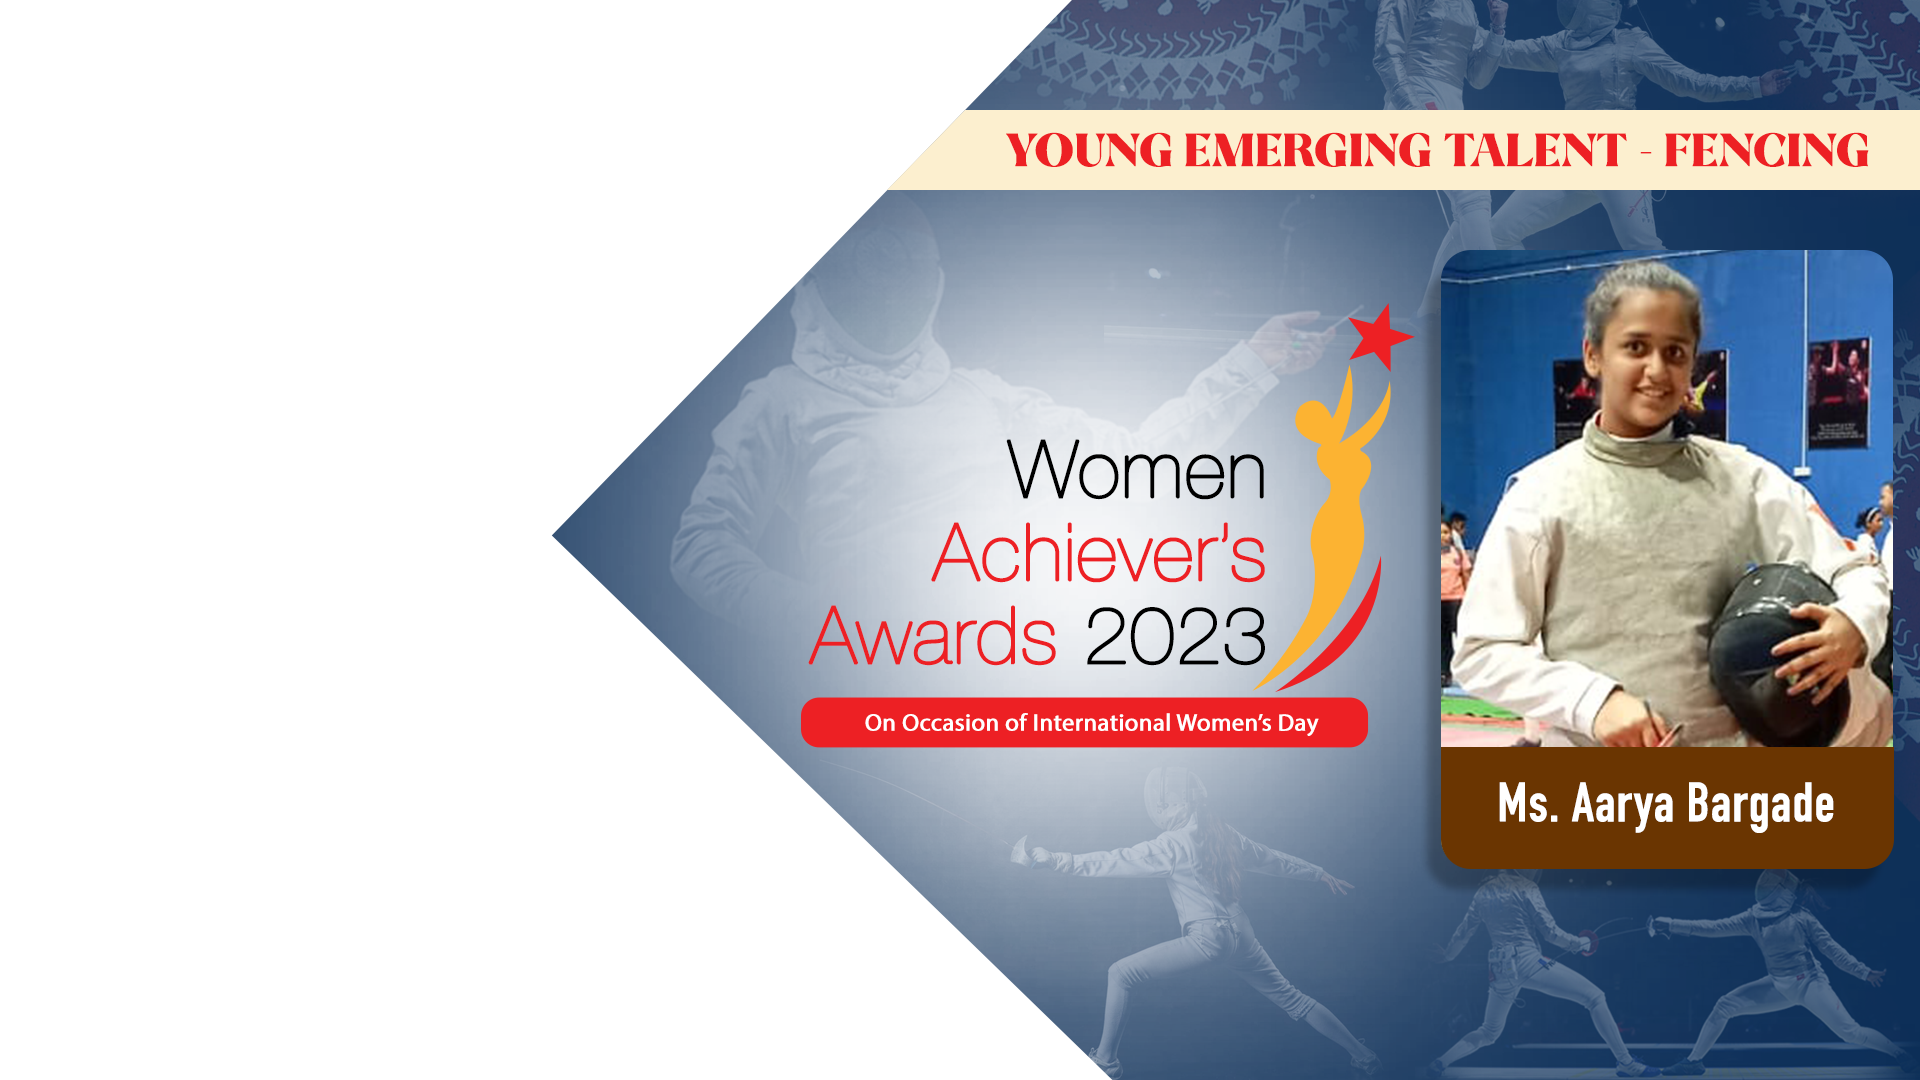 YOUNG EMERGING TALENT - FENCING
Women
Achiever's
Awards 2023
On Occasion of International Women's Day
Ms. Aarya Bargade